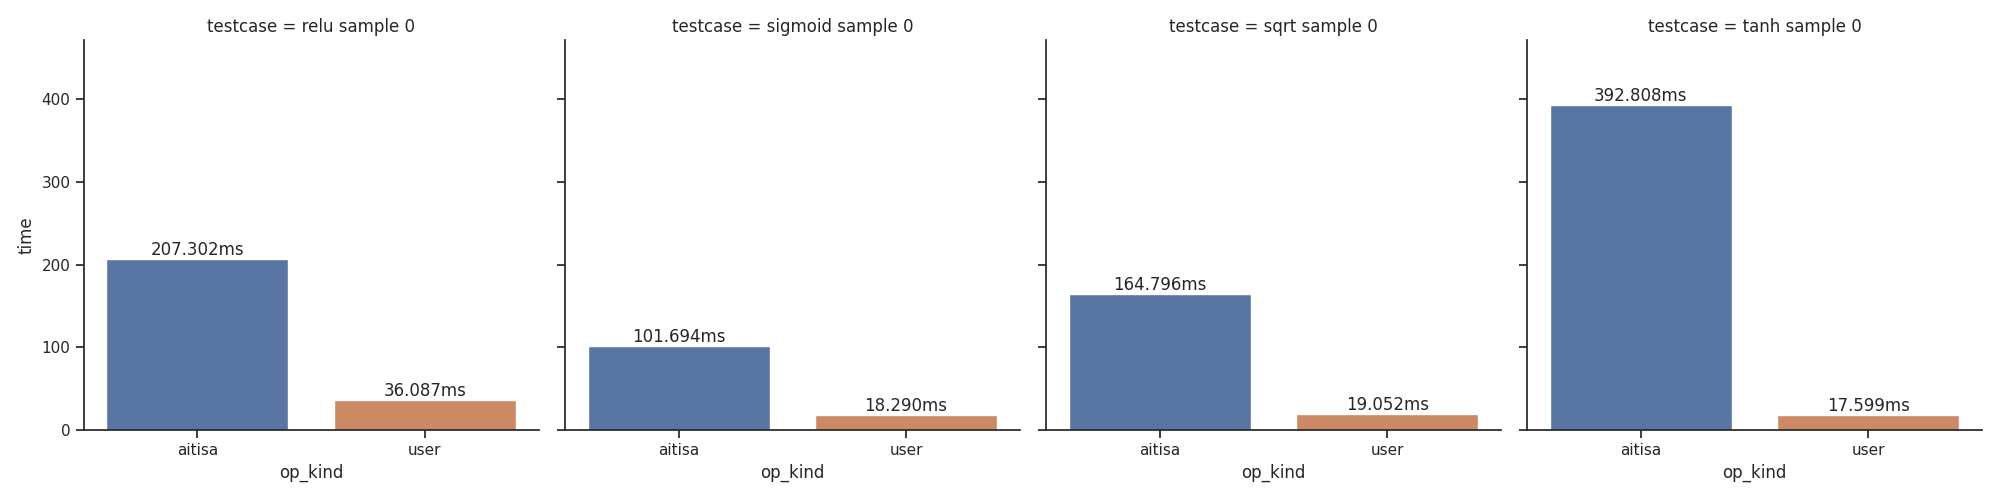 testcase = relu sample 0
testcase = sigmoid sample 0
testcase = sqrt sample 0
testcase = tanh sample 0
time
400
300
200
100
0
207.302ms
36.087ms
101.694ms
18.290ms
164.796ms
19.052ms
392.808ms
17.599ms
aitisa
user
aitisa
user
aitisa
user
aitisa
user
op_kind
op_kind
op_kind
op_kind